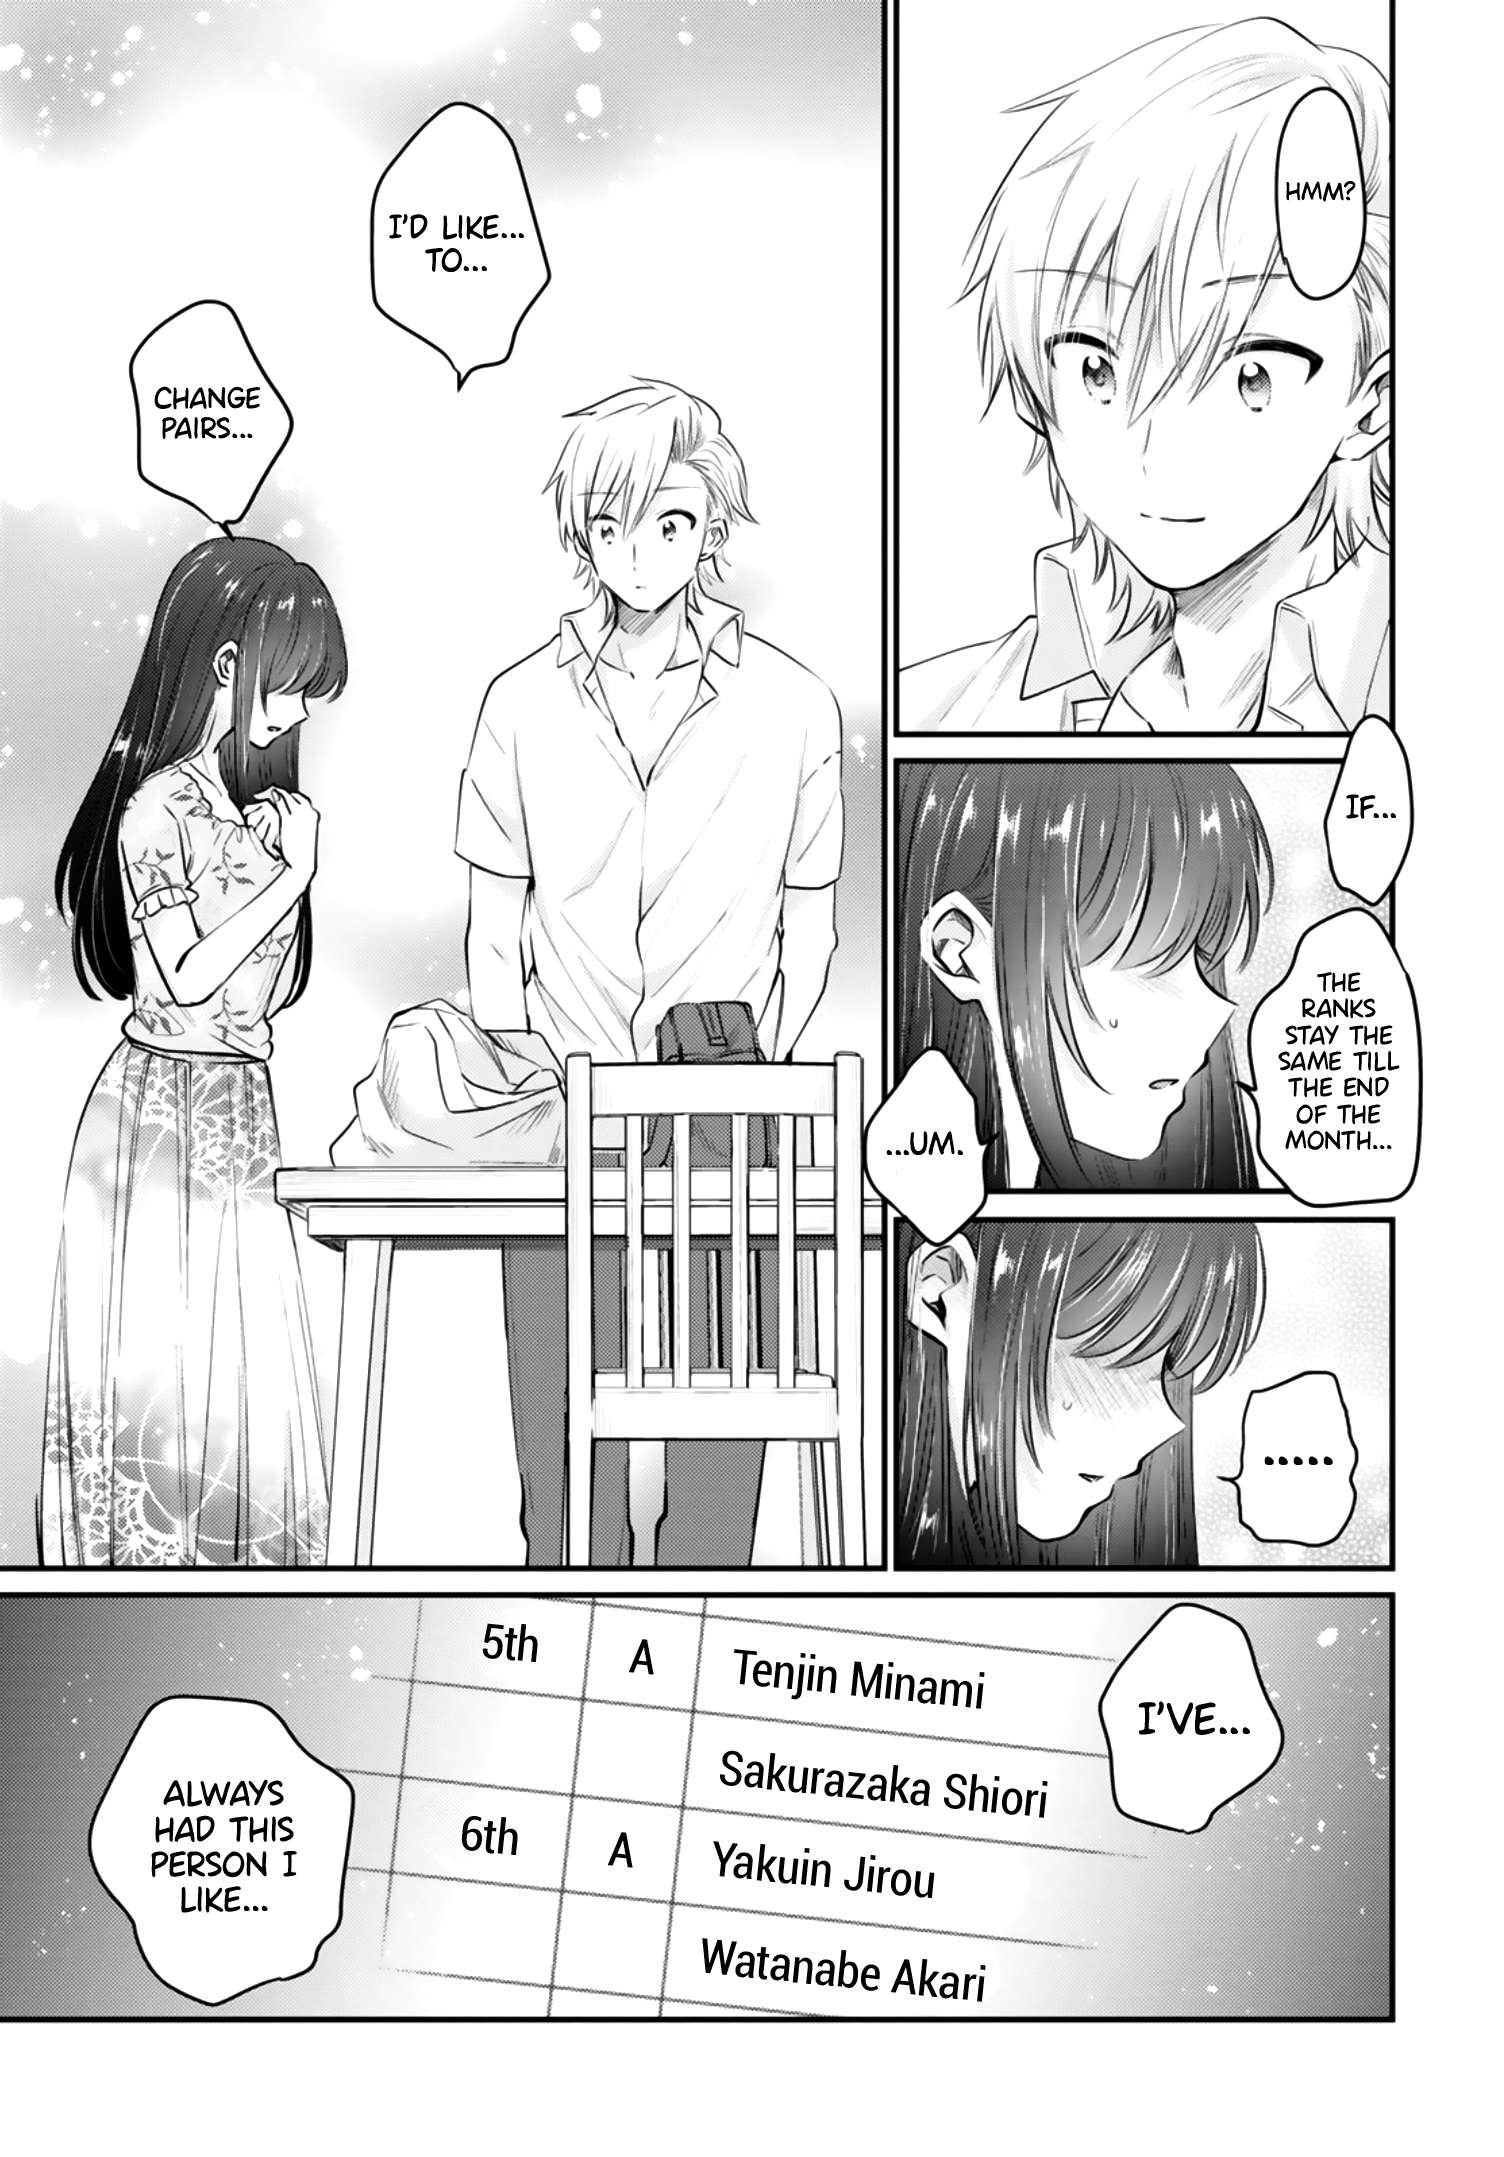 HMM?
IF...
THE
RANKS
STAY THE
SAME TILL
THE END
OF THE
MONTH...
...UM.
.....
I'D LIKE...
TO...
CHANGE
PAIRS...
I'VE...
5th A Tenjin Minami
Sakurazaka Shiori
6th A Yakuin Jirou
Watanabe Akari
ALWAYS
HAD THIS
PERSON I
LIKE...